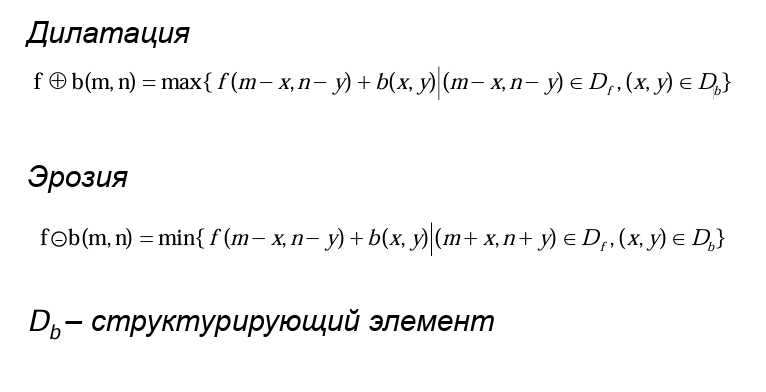 Дилатация
f ⊕ b(m, n) = max{ f(m − x, n − y) + b(x, y)|(m − x, n − y) ∈ D_f , (x, y) ∈ D_b}
Эрозия
f⊖b(m, n) = min{ f(m − x, n − y) + b(x, y)|(m + x, n + y) ∈ D_f , (x, y) ∈ D_b}
D_b – структурирующий элемент